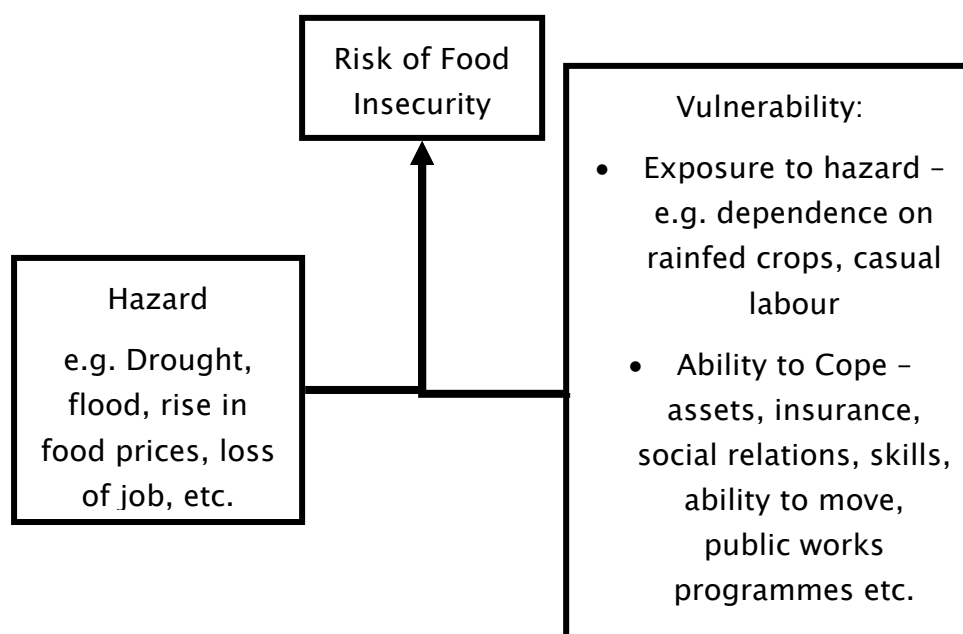 Risk of Food
Insecurity
Hazard
e.g. Drought,
flood, rise in
food prices, loss
of job, etc.
Vulnerability:
• Exposure to hazard –
e.g. dependence on
rainfed crops, casual
labour
• Ability to Cope –
assets, insurance,
social relations, skills,
ability to move,
public works
programmes etc.